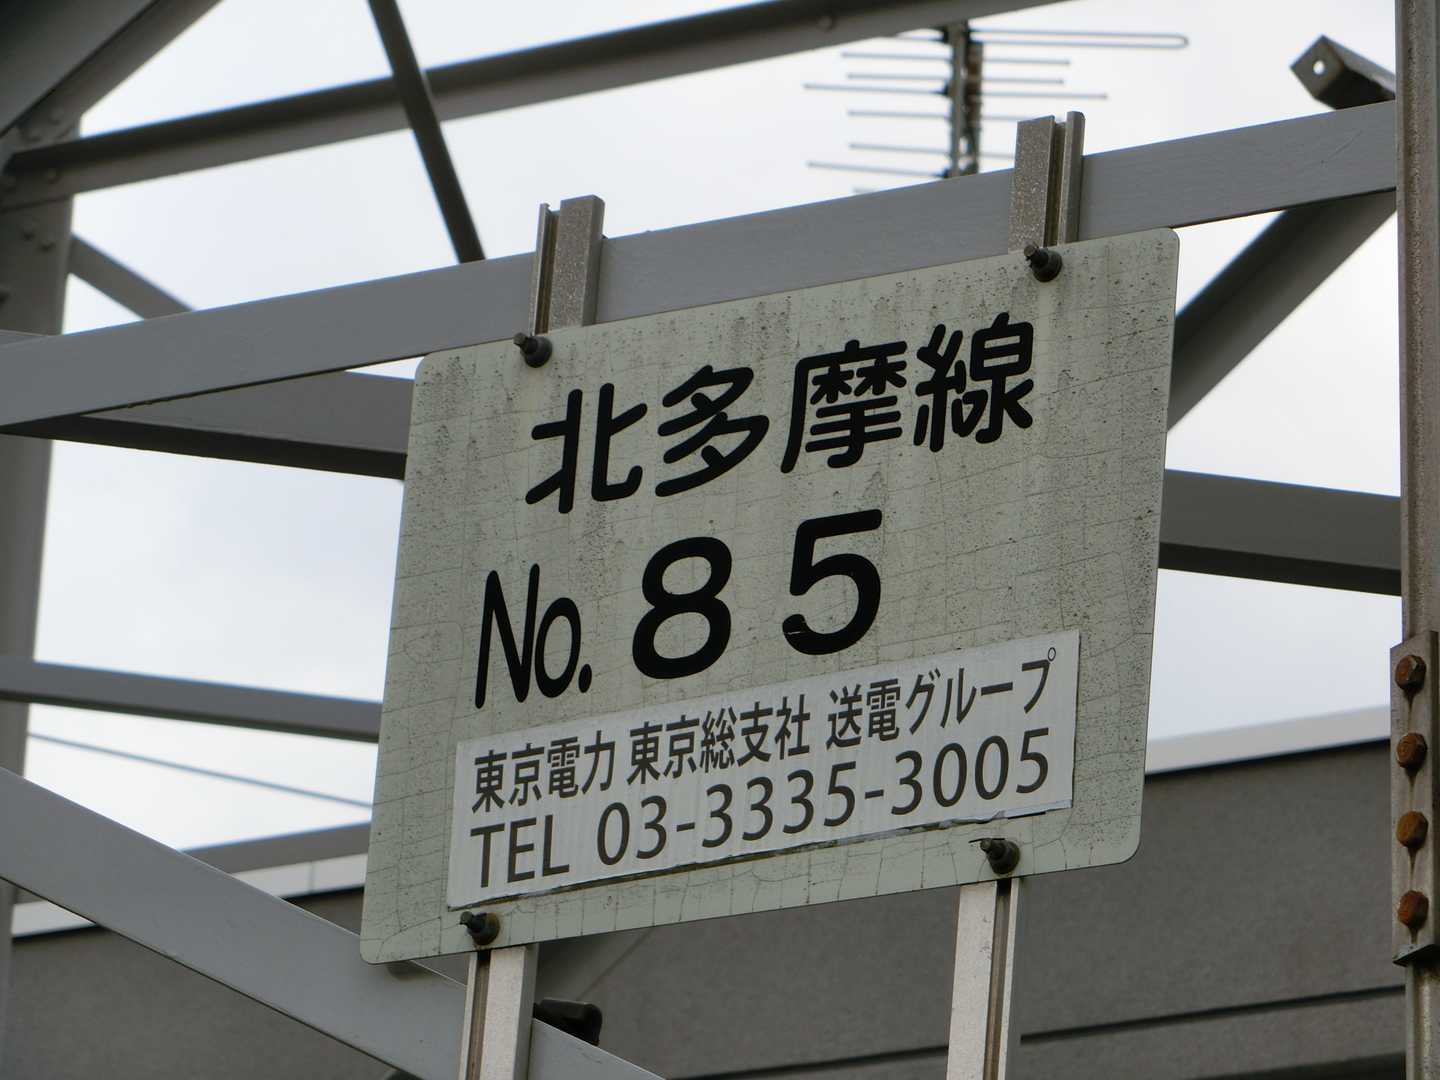 北多摩線
No. 85
東京電力 東京総支社 送電グループ
TEL 03-3335-3005